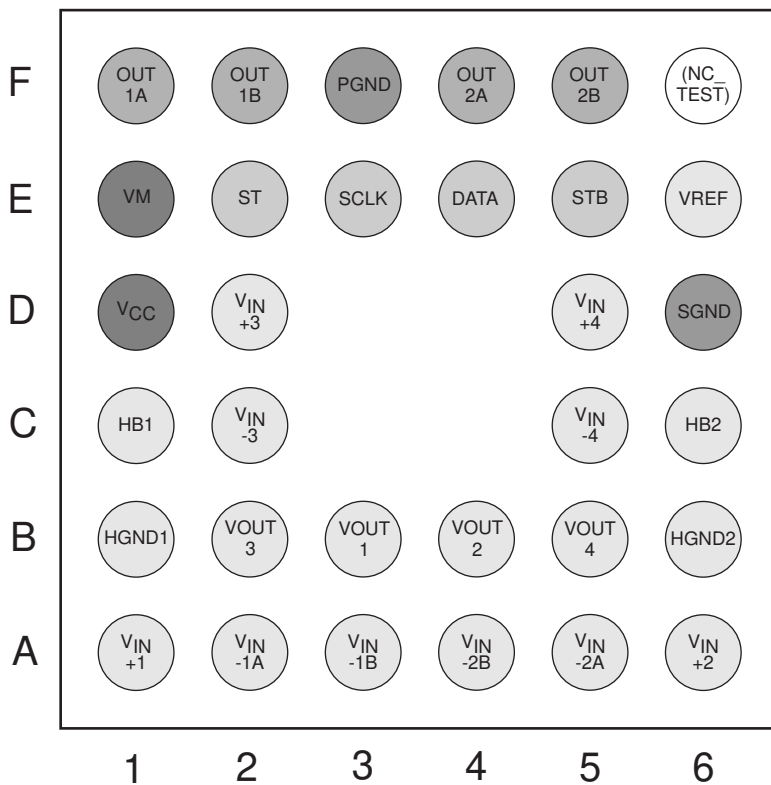 F
OUT
1A
OUT
1B
PGND
OUT
2A
OUT
2B
(NC_
TEST)
E
VM
ST
SCLK
DATA
STB
VREF
D
VCC
VIN
+3
VIN
+4
SGND
C
HB1
VIN
-3
VIN
-4
HB2
B
HGND1
VOUT
3
VOUT
1
VOUT
2
VOUT
4
HGND2
A
VIN
+1
VIN
-1A
VIN
-1B
VIN
-2B
VIN
-2A
VIN
+2
1 2 3 4 5 6